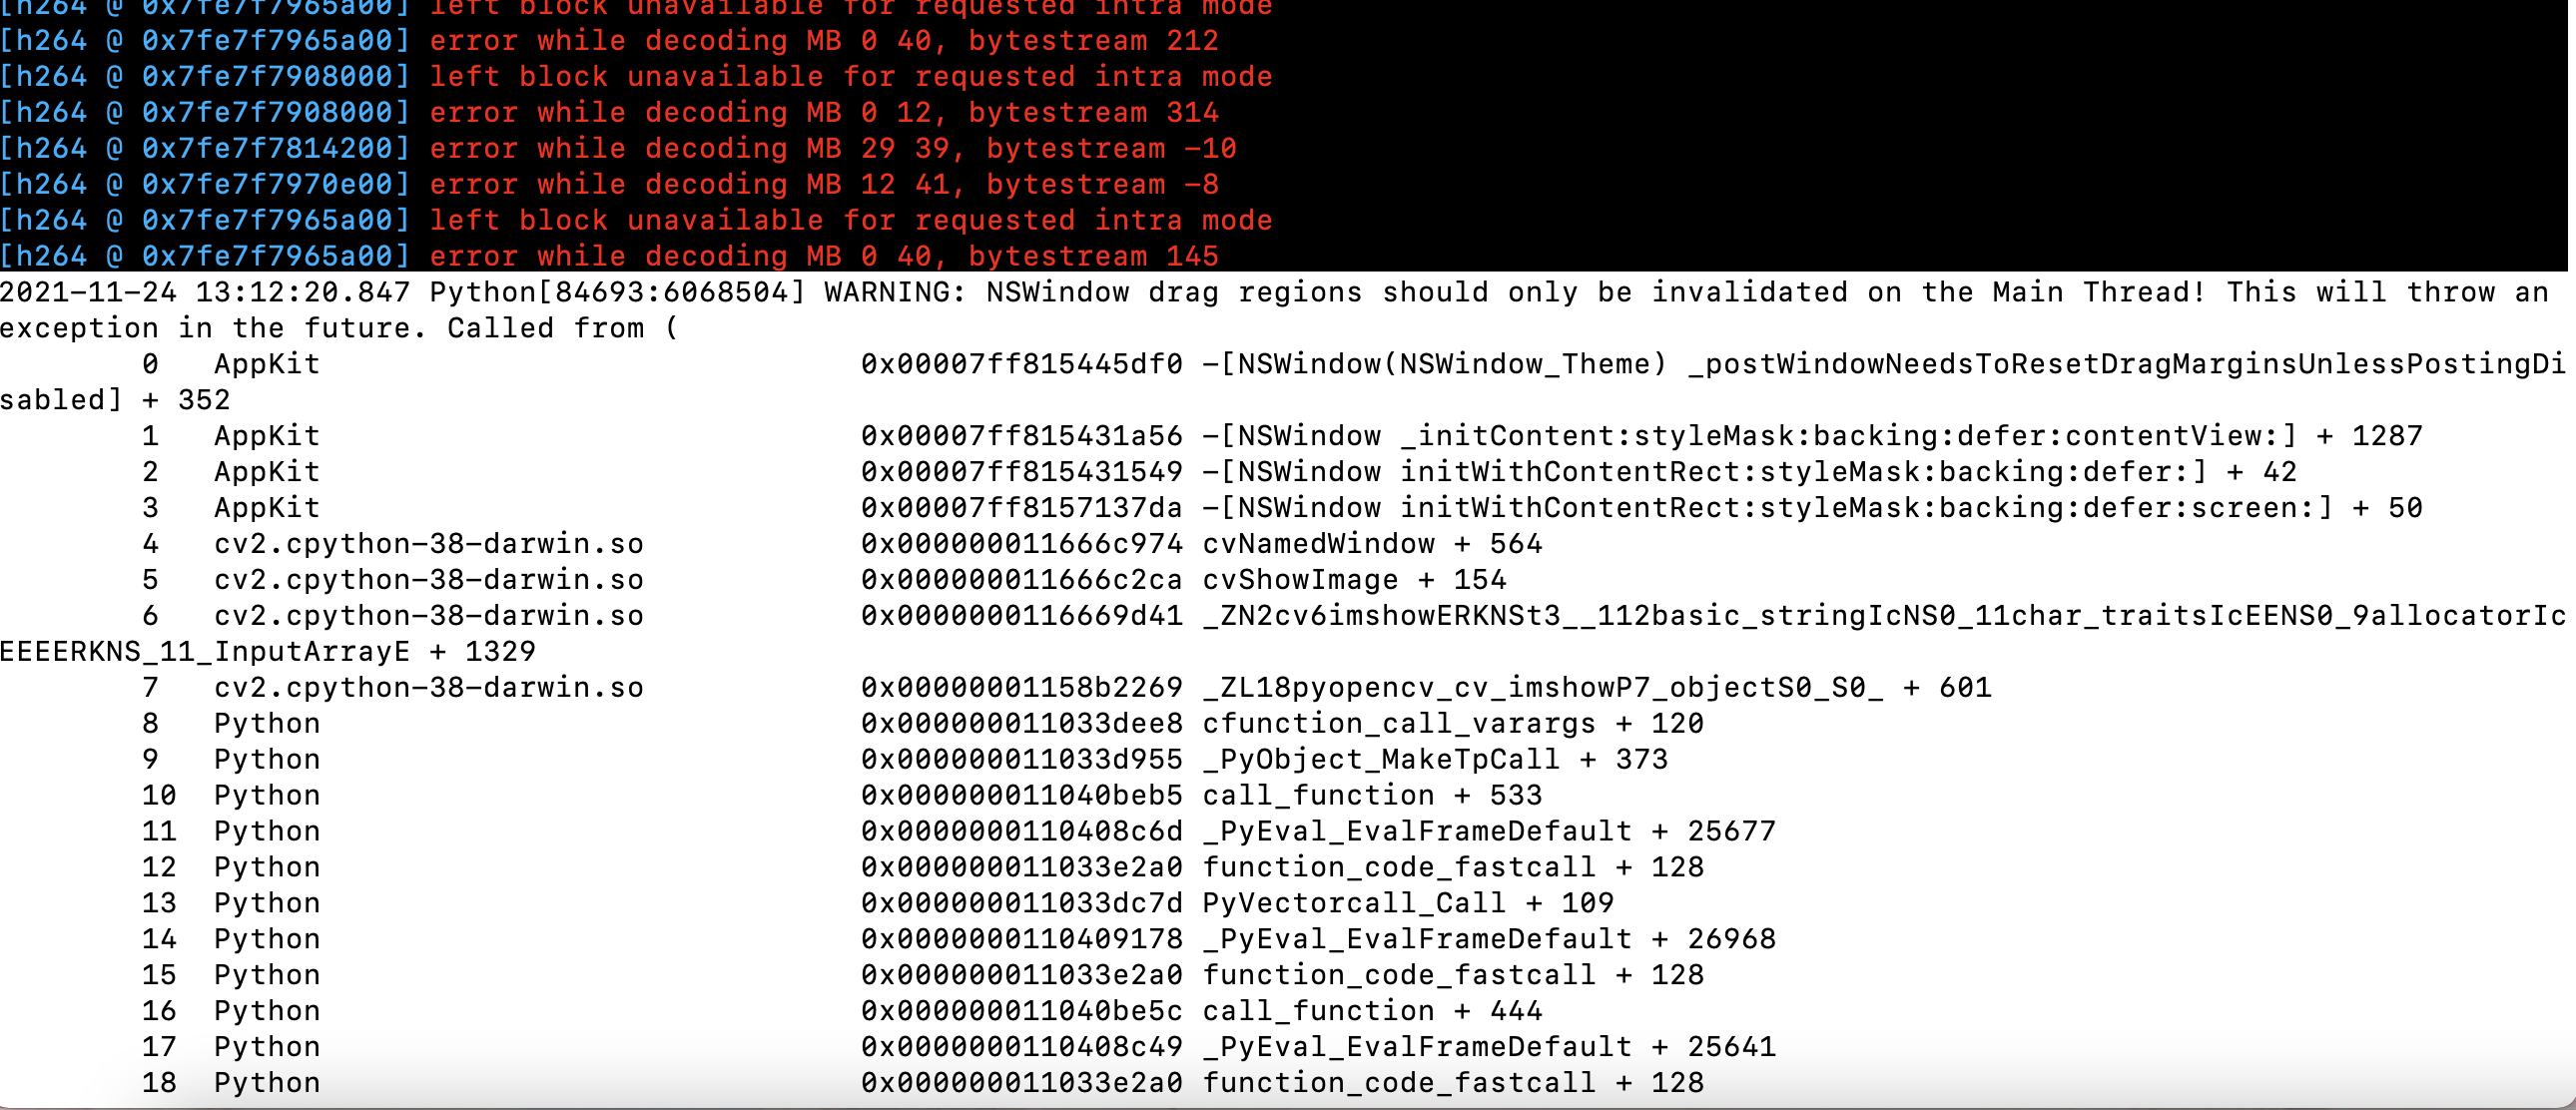 [h264 @ 0x7fe7f7965a00] left block unavailable for requested intra mode
[h264 @ 0x7fe7f7965a00] error while decoding MB 0 40, bytestream 212
[h264 @ 0x7fe7f7908000] left block unavailable for requested intra mode
[h264 @ 0x7fe7f7908000] error while decoding MB 0 12, bytestream 314
[h264 @ 0x7fe7f7814200] error while decoding MB 29 39, bytestream -10
[h264 @ 0x7fe7f7970e00] error while decoding MB 12 41, bytestream -8
[h264 @ 0x7fe7f7965a00] left block unavailable for requested intra mode
[h264 @ 0x7fe7f7965a00] error while decoding MB 0 40, bytestream 145
2021-11-24 13:12:20.847 Python[84693:6068504] WARNING: NSWindow drag regions should only be invalidated on the Main Thread! This will throw an
exception in the future. Called from (
0 AppKit 0x00007ff815445df0 -[NSWindow(NSWindow_Theme) _postWindowNeedsToResetDragMarginsUnlessPostingDi
sabled] + 352
1 AppKit 0x00007ff815431a56 -[NSWindow _initContent:styleMask:backing:defer:contentView:] + 1287
2 AppKit 0x00007ff815431549 -[NSWindow initWithContentRect:styleMask:backing:defer:] + 42
3 AppKit 0x00007ff8157137da -[NSWindow initWithContentRect:styleMask:backing:defer:screen:] + 50
4 cv2.cpython-38-darwin.so 0x000000011666c974 cvNamedWindow + 564
5 cv2.cpython-38-darwin.so 0x000000011666c2ca cvShowImage + 154
6 cv2.cpython-38-darwin.so 0x0000000116669d41 _ZN2cv6imshowERKNSt3__112basic_stringIcNS0_11char_traitsIcEENS0_9allocatorIc
EEEERKNS_11_InputArrayE + 1329
7 cv2.cpython-38-darwin.so 0x00000001158b2269 _ZL18pyopencv_cv_imshowP7_objectS0_S0_ + 601
8 Python 0x000000011033dee8 cfunction_call_varargs + 120
9 Python 0x000000011033d955 _PyObject_MakeTpCall + 373
10 Python 0x000000011040beb5 call_function + 533
11 Python 0x0000000110408c6d _PyEval_EvalFrameDefault + 25677
12 Python 0x000000011033e2a0 function_code_fastcall + 128
13 Python 0x000000011033dc7d PyVectorcall_Call + 109
14 Python 0x0000000110409178 _PyEval_EvalFrameDefault + 26968
15 Python 0x000000011033e2a0 function_code_fastcall + 128
16 Python 0x000000011040be5c call_function + 444
17 Python 0x0000000110408c49 _PyEval_EvalFrameDefault + 25641
18 Python 0x000000011033e2a0 function_code_fastcall + 128